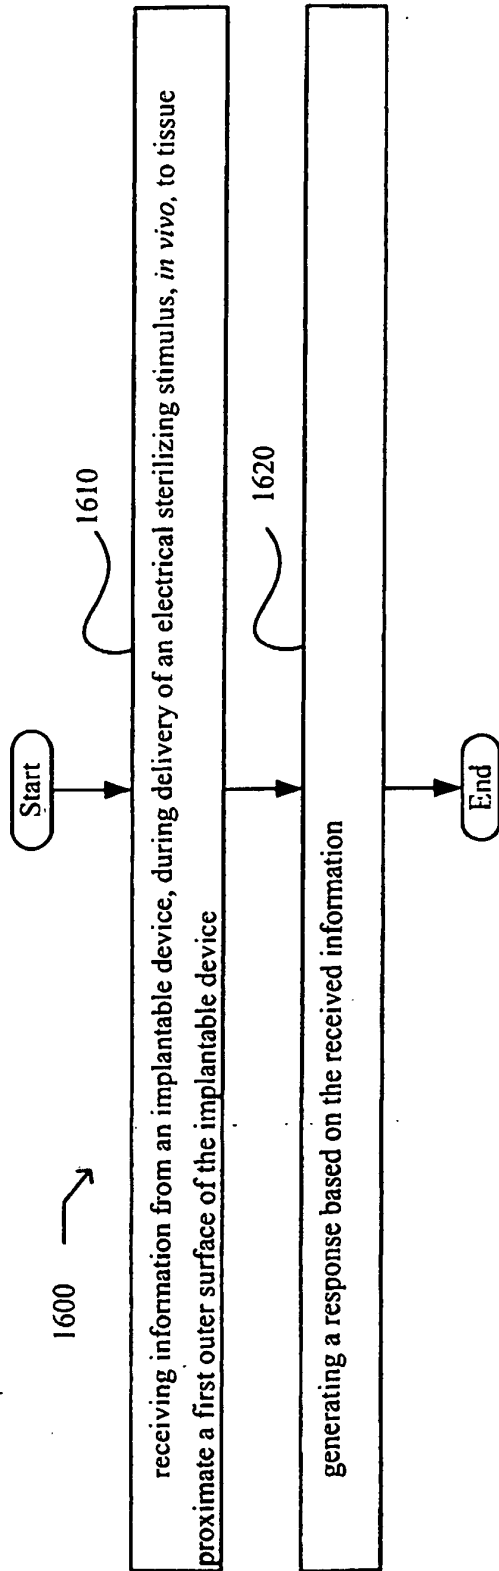 1600
Start
1610
receiving information from an implantable device, during delivery of an electrical sterilizing stimulus, in vivo, to tissue
proximate a first outer surface of the implantable device
1620
generating a response based on the received information
End